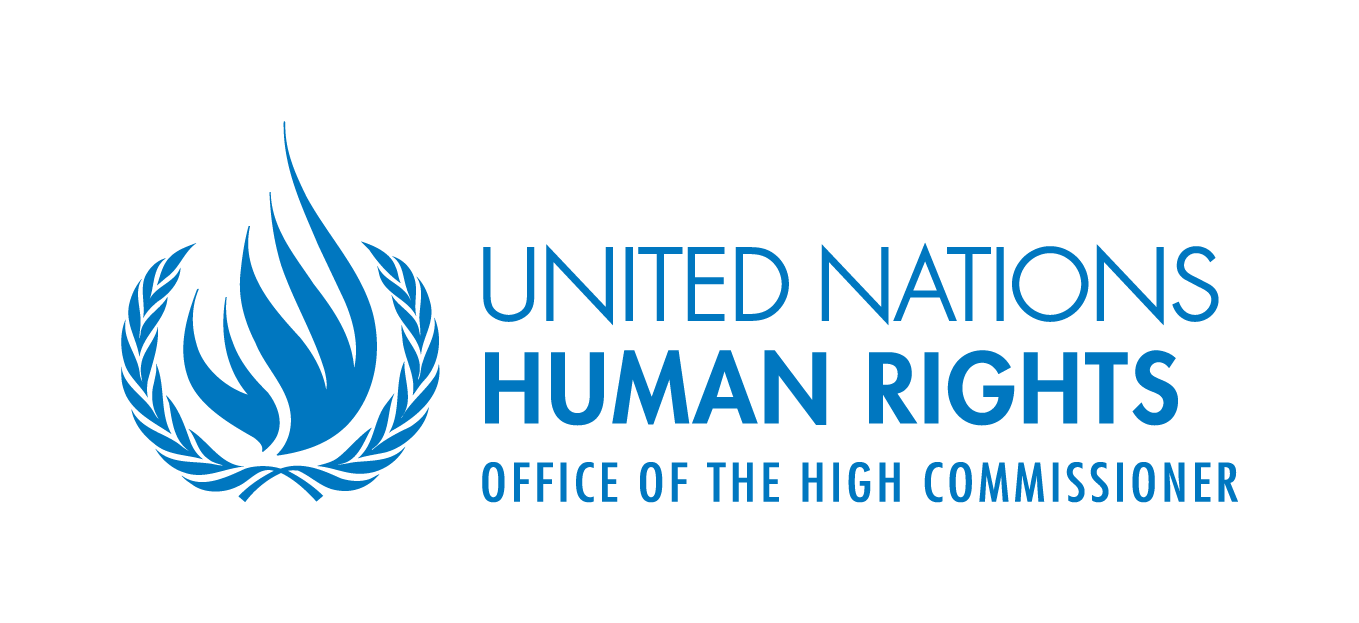 UNITED NATIONS
HUMAN RIGHTS
OFFICE OF THE HIGH COMMISSIONER